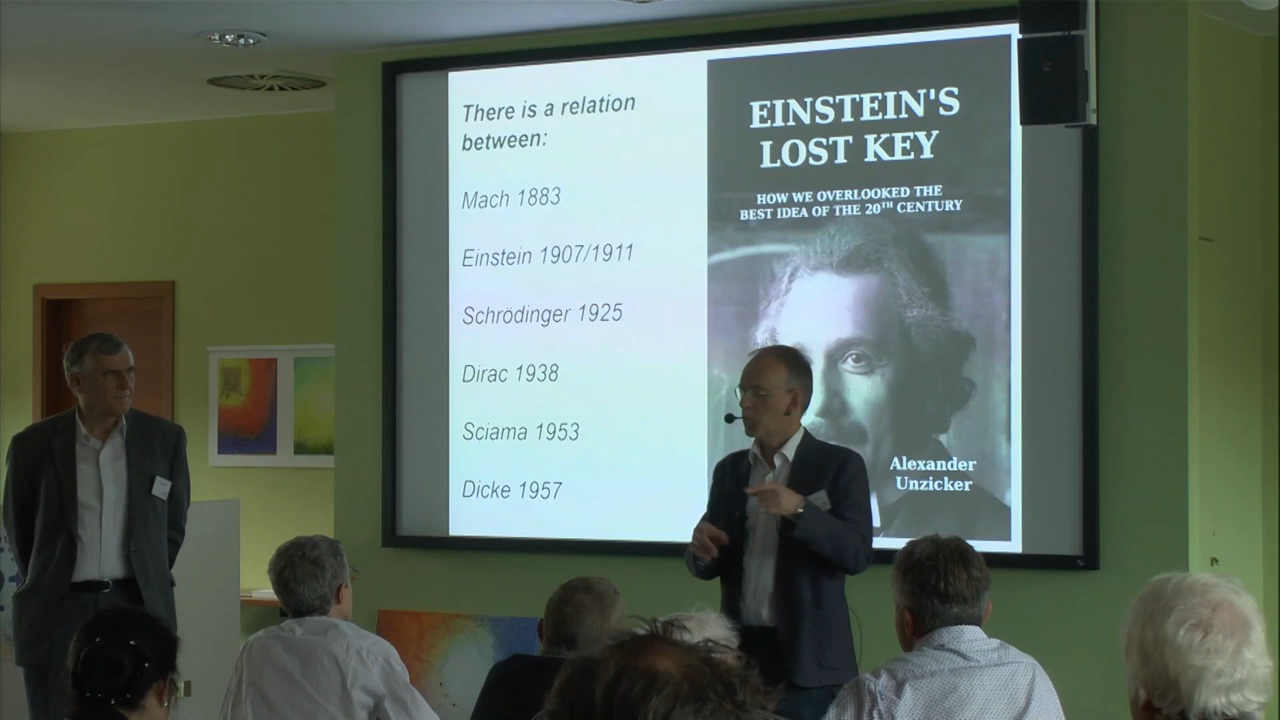 There is a relation
between:
Mach 1883
Einstein 1907/1911
Schrödinger 1925
Dirac 1938
Sciama 1953
Dicke 1957
EINSTEIN'S
LOST KEY
HOW WE OVERLOOKED THE
BEST IDEA OF THE 20TH CENTURY
Alexander
Unzicker